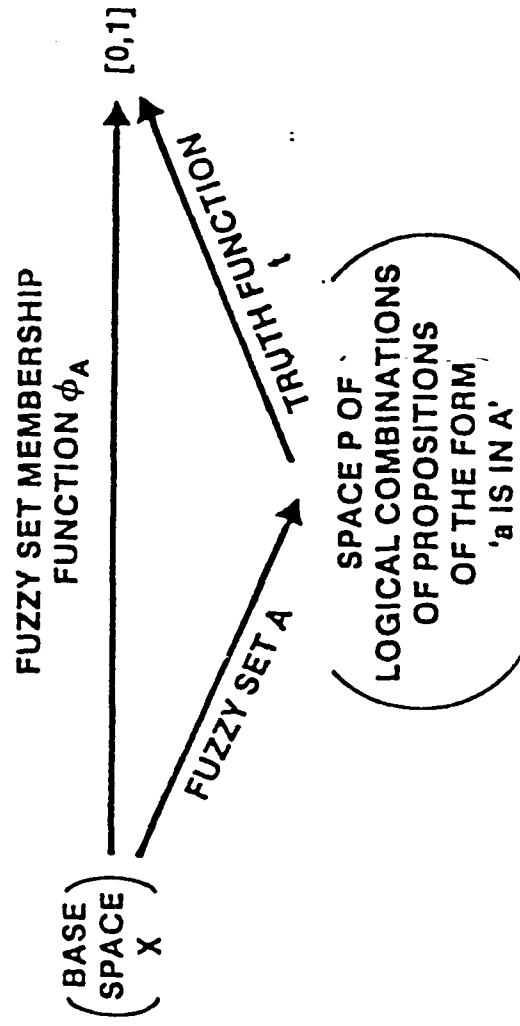 FUZZY SET MEMBERSHIP
FUNCTION ϕA
(BASE
SPACE
X)
[0,1]
FUZZY SET A
TRUTH FUNCTION
t
(SPACE P OF
LOGICAL COMBINATIONS
OF PROPOSITIONS
OF THE FORM
'a IS IN A')